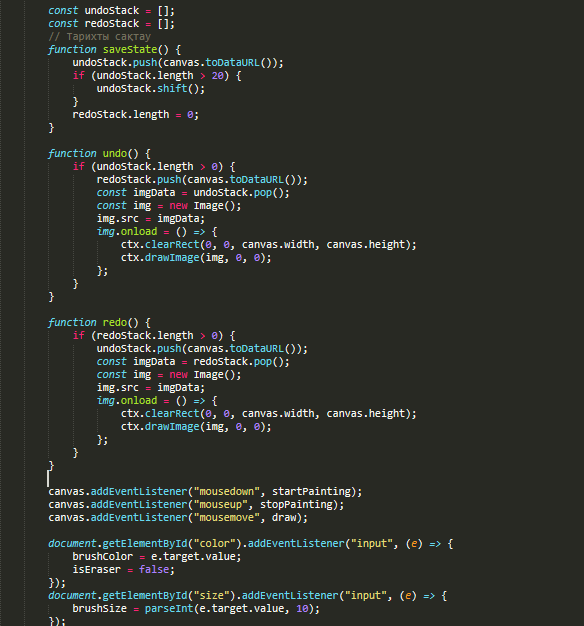 const undoStack = [];
const redoStack = [];
// Тарихты сақтау
function saveState() {
    undoStack.push(canvas.toDataURL());
    if (undoStack.length > 20) {
        undoStack.shift();
    }
    redoStack.length = 0;
}

function undo() {
    if (undoStack.length > 0) {
        redoStack.push(canvas.toDataURL());
        const imgData = undoStack.pop();
        const img = new Image();
        img.src = imgData;
        img.onload = () => {
            ctx.clearRect(0, 0, canvas.width, canvas.height);
            ctx.drawImage(img, 0, 0);
        };
    }
}

function redo() {
    if (redoStack.length > 0) {
        undoStack.push(canvas.toDataURL());
        const imgData = redoStack.pop();
        const img = new Image();
        img.src = imgData;
        img.onload = () => {
            ctx.clearRect(0, 0, canvas.width, canvas.height);
            ctx.drawImage(img, 0, 0);
        };
    }
}

canvas.addEventListener("mousedown", startPainting);
canvas.addEventListener("mouseup", stopPainting);
canvas.addEventListener("mousemove", draw);

document.getElementById("color").addEventListener("input", (e) => {
    brushColor = e.target.value;
    isEraser = false;
});
document.getElementById("size").addEventListener("input", (e) => {
    brushSize = parseInt(e.target.value, 10);
});